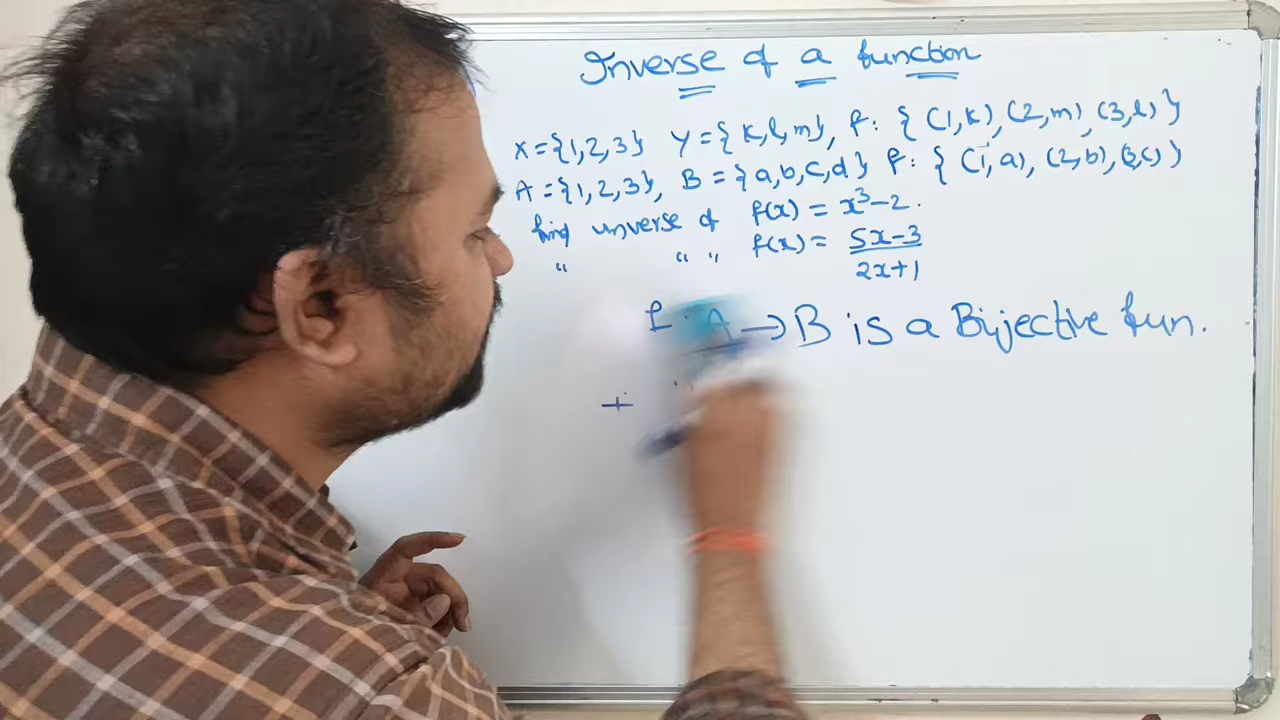 Inverse of a function
X = {1,2,3} Y = {k,l,m}, f: { (1,k), (2,m), (3,l) }
A = {1,2,3}, B = {a,b,c,d} f: { (1,a), (2,b), (3,c) }
find inverse of f(x) = x³-2.
" " " f(x) = 5x-3/2x+1
f: A → B is a Bijective fun.